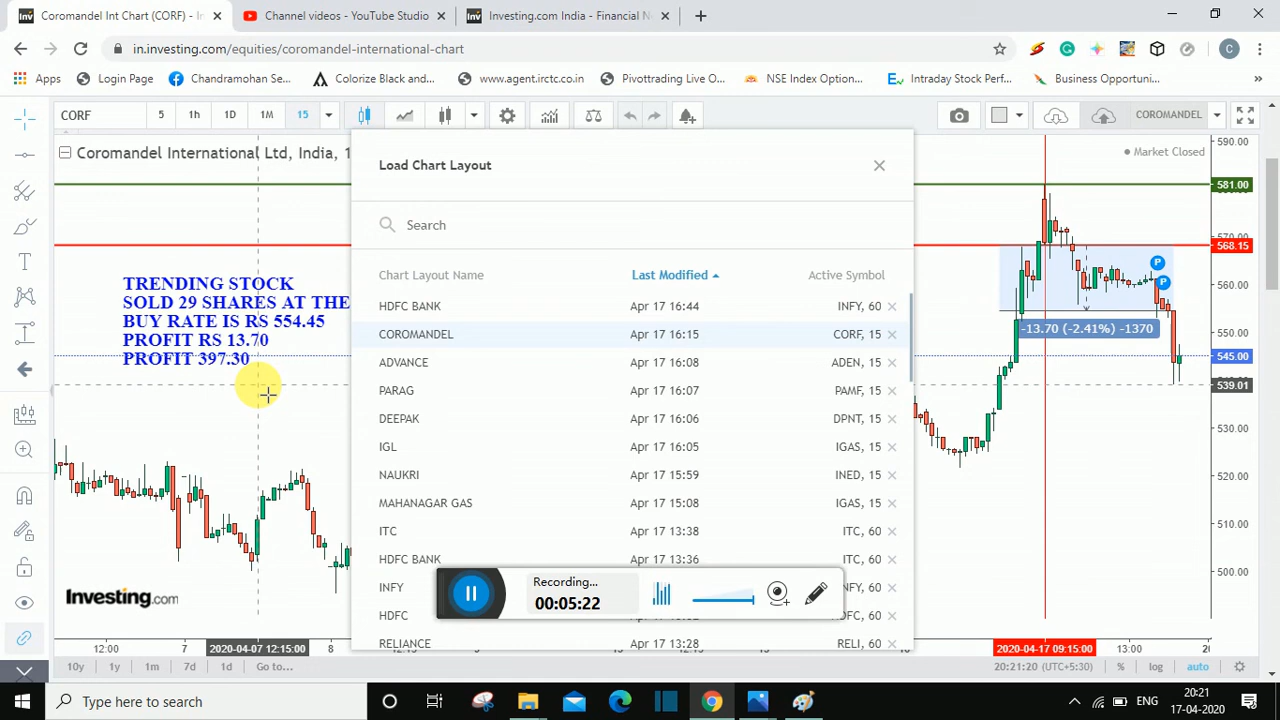 Coromandel Int Chart (CORF) - In
Channel videos - YouTube Studio
Investing.com India - Financial N
in.investing.com/equities/coromandel-international-chart
C
Apps
Login Page
Chandramohan Se...
Colorize Black and...
www.agent.irctc.co.in
Pivottrading Live C...
NSE Index Option...
Intraday Stock Perf...
Business Opportuni...
CORF
5
1h
1D
1M
15
COROMANDEL
Coromandel International Ltd, India, 1
Market Closed
TRENDING STOCK
SOLD 29 SHARES AT THE
BUY RATE IS RS 554.45
PROFIT RS 13.70
PROFIT 397.30
Load Chart Layout
Search
Chart Layout Name Last Modified Active Symbol
HDFC BANK Apr 17 16:44 INFY, 60
COROMANDEL Apr 17 16:15 CORF, 15
ADVANCE Apr 17 16:08 ADEN, 15
PARAG Apr 17 16:07 PAMF, 15
DEEPAK Apr 17 16:06 DPNT, 15
IGL Apr 17 16:05 IGAS, 15
NAUKRI Apr 17 15:59 INED, 15
MAHANAGAR GAS Apr 17 15:08 IGAS, 15
ITC Apr 17 13:38 ITC, 60
HDFC BANK Apr 17 13:36 ITC, 60
INFY
HDFC
RELIANCE Apr 17 13:28 RELI, 15
Recording...
00:05:22
P
P
-13.70 (-2.41%) -1370
590.00
581.00
568.15
560.00
550.00
545.00
539.01
530.00
520.00
510.00
500.00
Investing.com
12:00
2020-04-07 12:15:00
8
2020-04-17 09:15:00
13:00
10y
1y
1m
7d
1d
Go to...
20:21:20 (UTC+5:30)
%
log
auto
Type here to search
ENG
20:21
17-04-2020